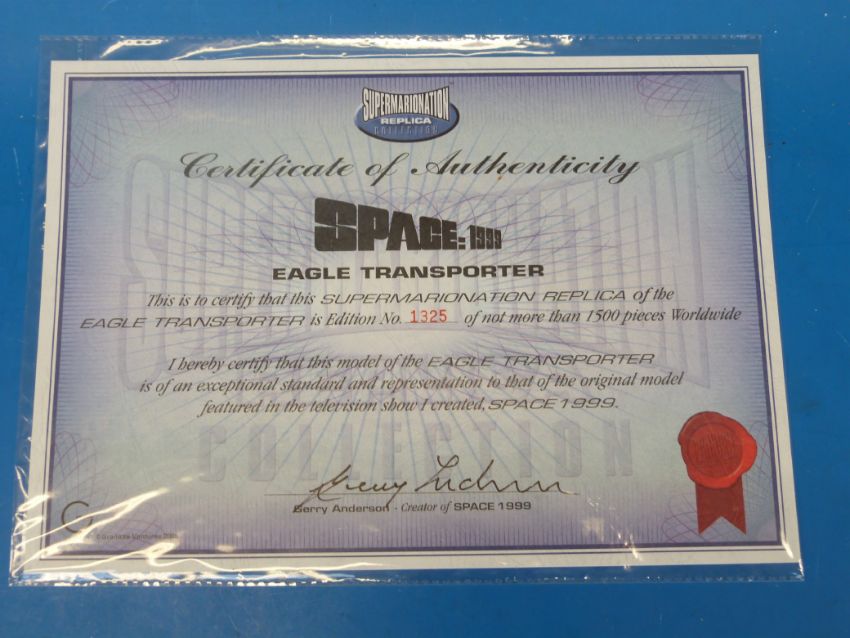 SUPERMARIONATION
REPLICA
COLLECTION
Certificate of Authenticity
SPACE: 1999
EAGLE TRANSPORTER
This is to certify that this SUPERMARIONATION REPLICA of the
EAGLE TRANSPORTER is Edition No. 1325 of not more than 1500 pieces Worldwide
I hereby certify that this model of the EAGLE TRANSPORTER
is of an exceptional standard and representation to that of the original model
featured in the television show I created, SPACE 1999.
COLLECTION
Gerry Anderson - Creator of SPACE 1999